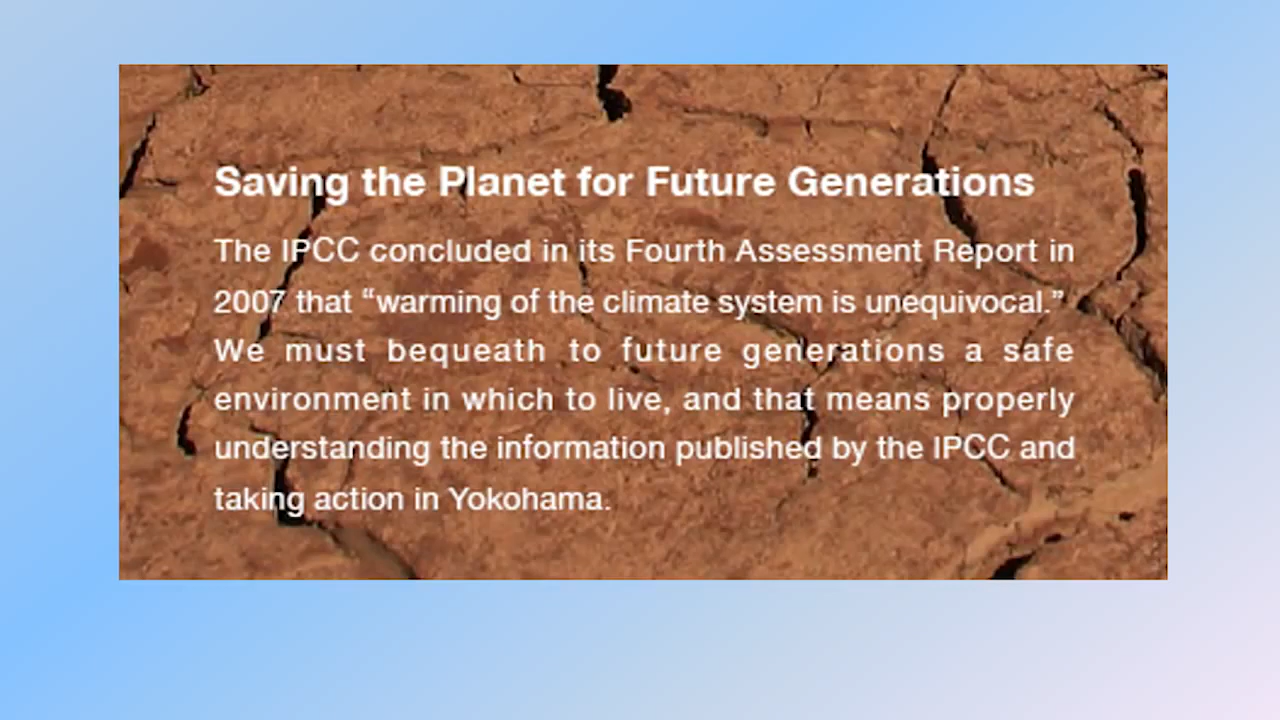 Saving the Planet for Future Generations
The IPCC concluded in its Fourth Assessment Report in
2007 that “warming of the climate system is unequivocal.”
We must bequeath to future generations a safe
environment in which to live, and that means properly
understanding the information published by the IPCC and
taking action in Yokohama.